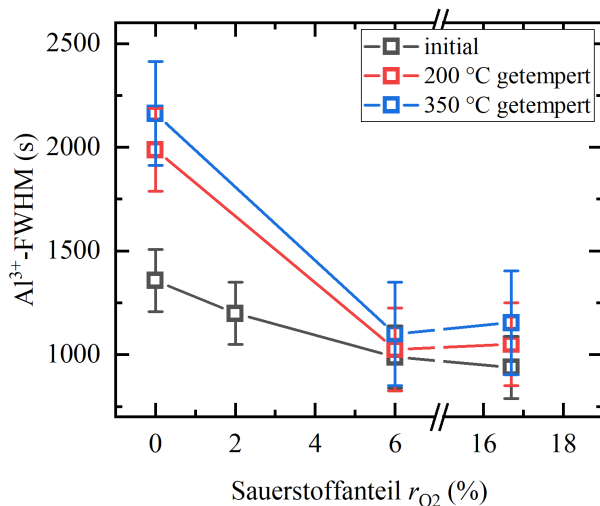 2500
2000
1500
1000
Al³⁺-FWHM (s)
initial
200 °C getempert
350 °C getempert
0 2 4 6 16 18
Sauerstoffanteil r_O2 (%)